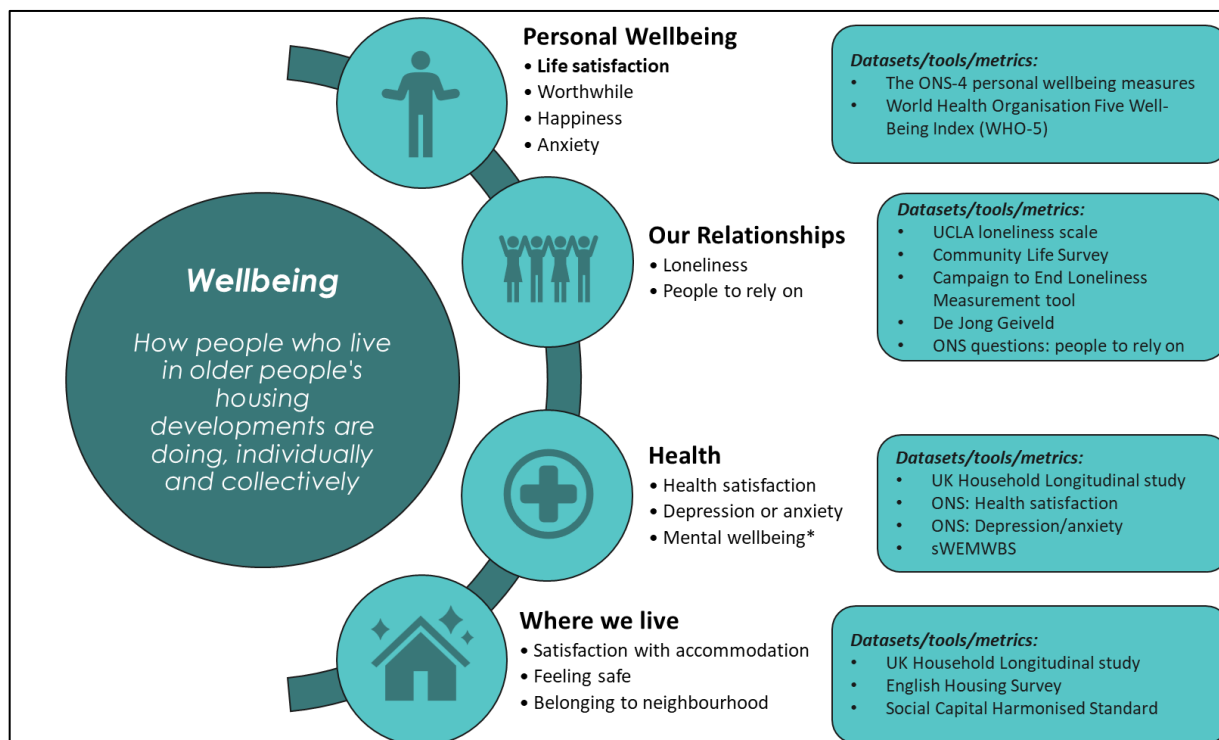 Personal Wellbeing
• Life satisfaction
• Worthwhile
• Happiness
• Anxiety
Datasets/tools/metrics:
• The ONS-4 personal wellbeing measures
• World Health Organisation Five Well-
Being Index (WHO-5)
Our Relationships
• Loneliness
• People to rely on
Datasets/tools/metrics:
• UCLA loneliness scale
• Community Life Survey
• Campaign to End Loneliness
Measurement tool
• De Jong Geiveld
• ONS questions: people to rely on
Wellbeing
How people who live
in older people's
housing
developments are
doing, individually
and collectively
Health
• Health satisfaction
• Depression or anxiety
• Mental wellbeing*
Datasets/tools/metrics:
• UK Household Longitudinal study
• ONS: Health satisfaction
• ONS: Depression/anxiety
• sWEMWBS
Where we live
• Satisfaction with accommodation
• Feeling safe
• Belonging to neighbourhood
Datasets/tools/metrics:
• UK Household Longitudinal study
• English Housing Survey
• Social Capital Harmonised Standard